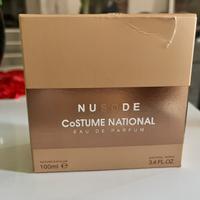 NUSODE
CoSTUME NATIONAL
EAU DE PARFUM
100ml e 3.4 FL.OZ.